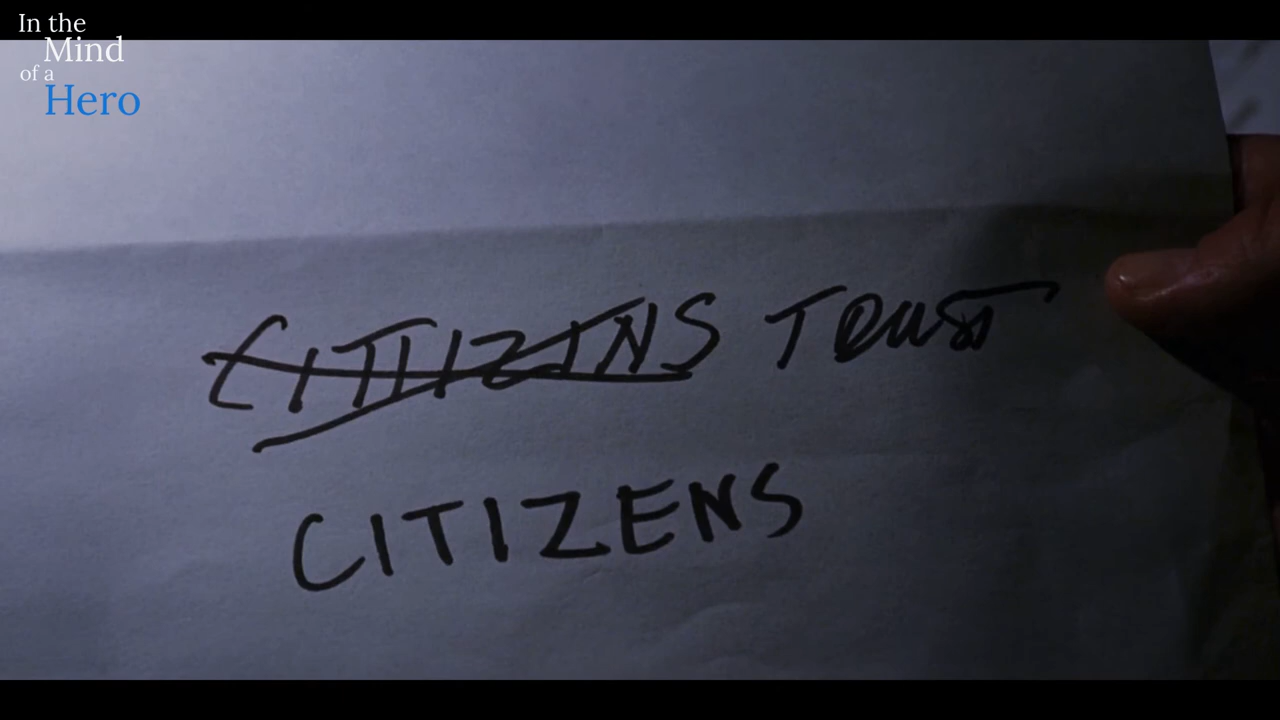 In the
Mind
of a
Hero
CITIZINS TRUST
CITIZENS